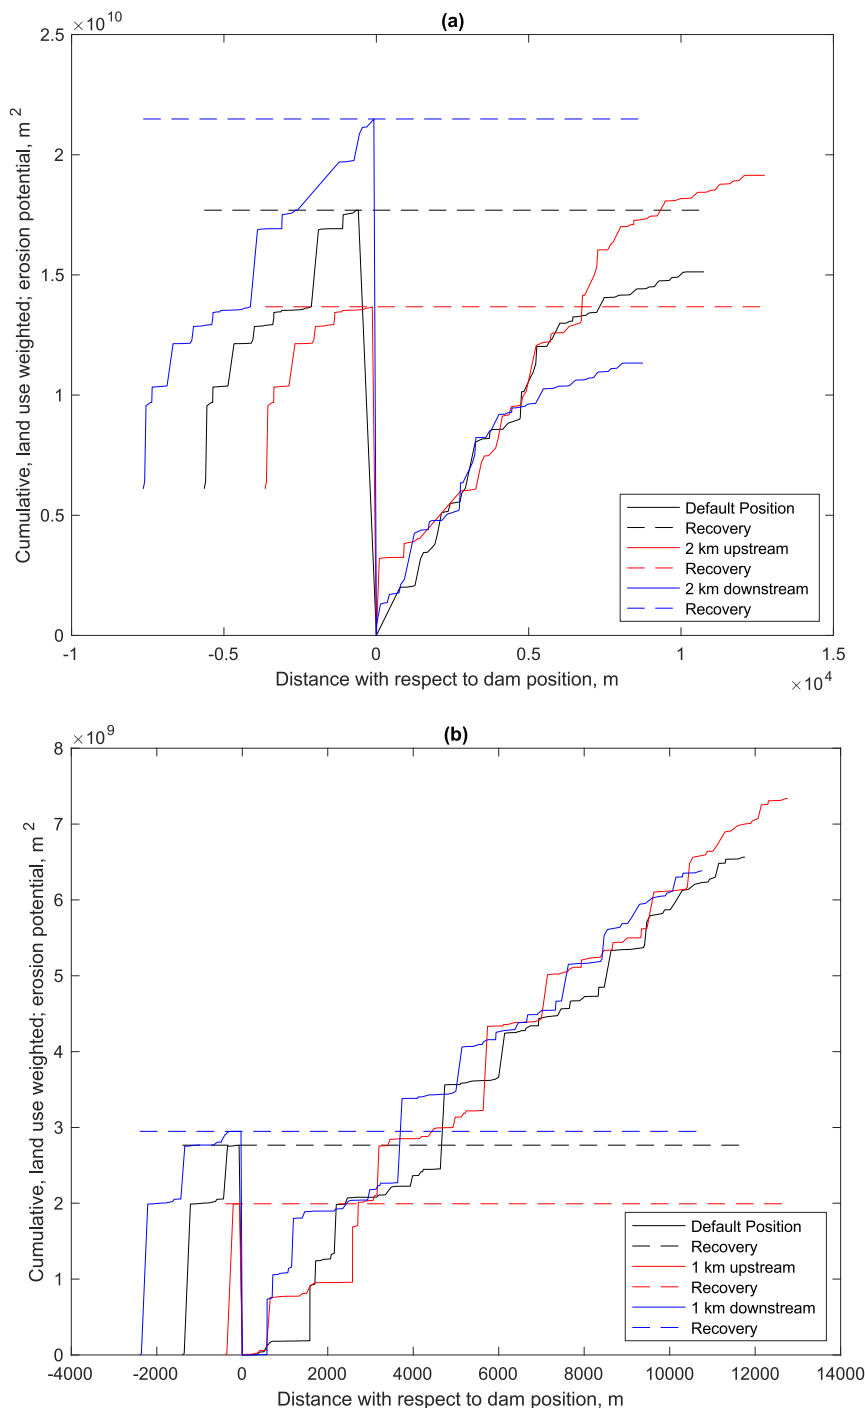 (a)
×10^10
Cumulative, land use weighted; erosion potential, m^2
2.5
2
1.5
1
0.5
0
-1
-0.5
0
0.5
1
1.5
×10^4
Distance with respect to dam position, m
Default Position
Recovery
2 km upstream
Recovery
2 km downstream
Recovery
(b)
×10^9
Cumulative, land use weighted; erosion potential, m^2
8
7
6
5
4
3
2
1
0
-4000
-2000
0
2000
4000
6000
8000
10000
12000
14000
Distance with respect to dam position, m
Default Position
Recovery
1 km upstream
Recovery
1 km downstream
Recovery